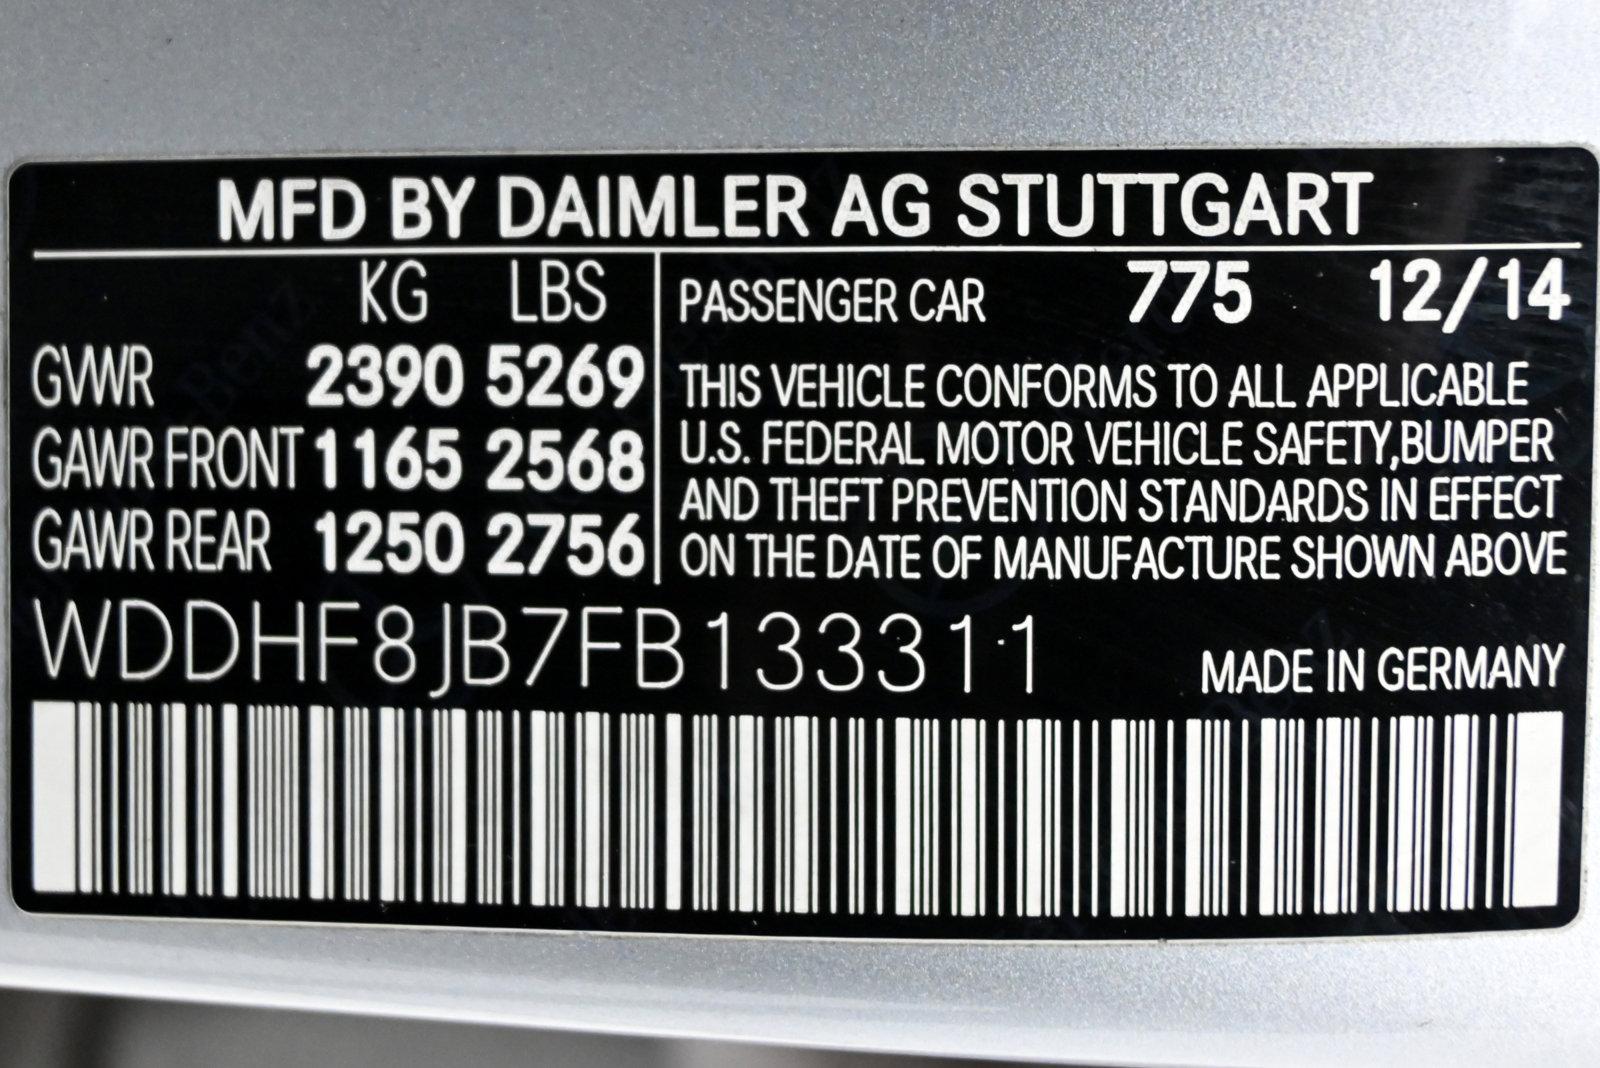 MFD BY DAIMLER AG STUTTGART
KG LBS
GVWR 2390 5269
GAWR FRONT 1165 2568
GAWR REAR 1250 2756
PASSENGER CAR 775 12/14
THIS VEHICLE CONFORMS TO ALL APPLICABLE
U.S. FEDERAL MOTOR VEHICLE SAFETY,BUMPER
AND THEFT PREVENTION STANDARDS IN EFFECT
ON THE DATE OF MANUFACTURE SHOWN ABOVE
WDDHF8JB7FB133311
MADE IN GERMANY